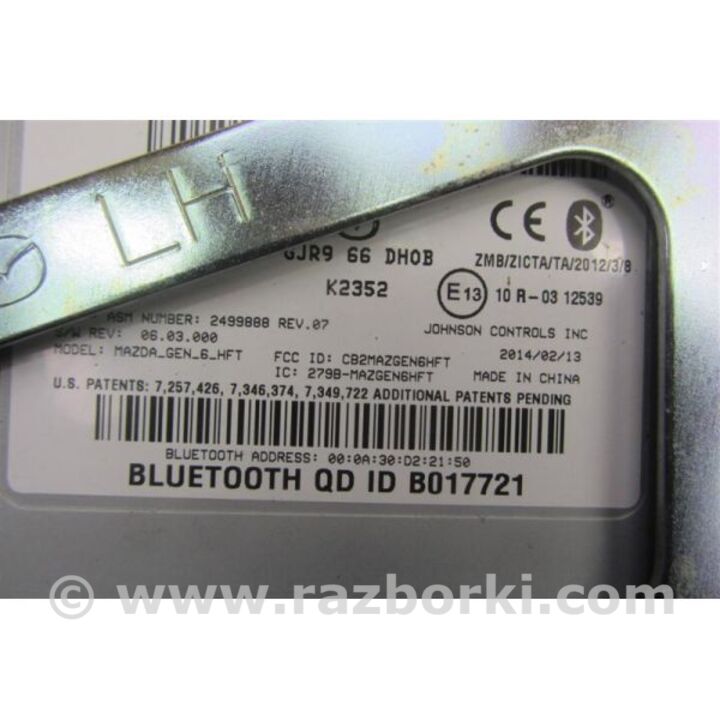 LH
CE
GJR9 66 DH0B
ZMB/ZICTA/TA/2012/3/8
K2352
E13 10 R-03 12539
ASM NUMBER: 2499888 REV.07
S/W REV: 06.03.000
JOHNSON CONTROLS INC
MODEL: MAZDA_GEN_6_HFT
FCC ID: CB2MAZGEN6HFT
2014/02/13
IC: 279B-MAZGEN6HFT
MADE IN CHINA
U.S. PATENTS: 7,257,426, 7,346,374, 7,349,722 ADDITIONAL PATENTS PENDING
BLUETOOTH ADDRESS: 00:0A:30:D2:21:50
BLUETOOTH QD ID B017721
© www.razborki.com